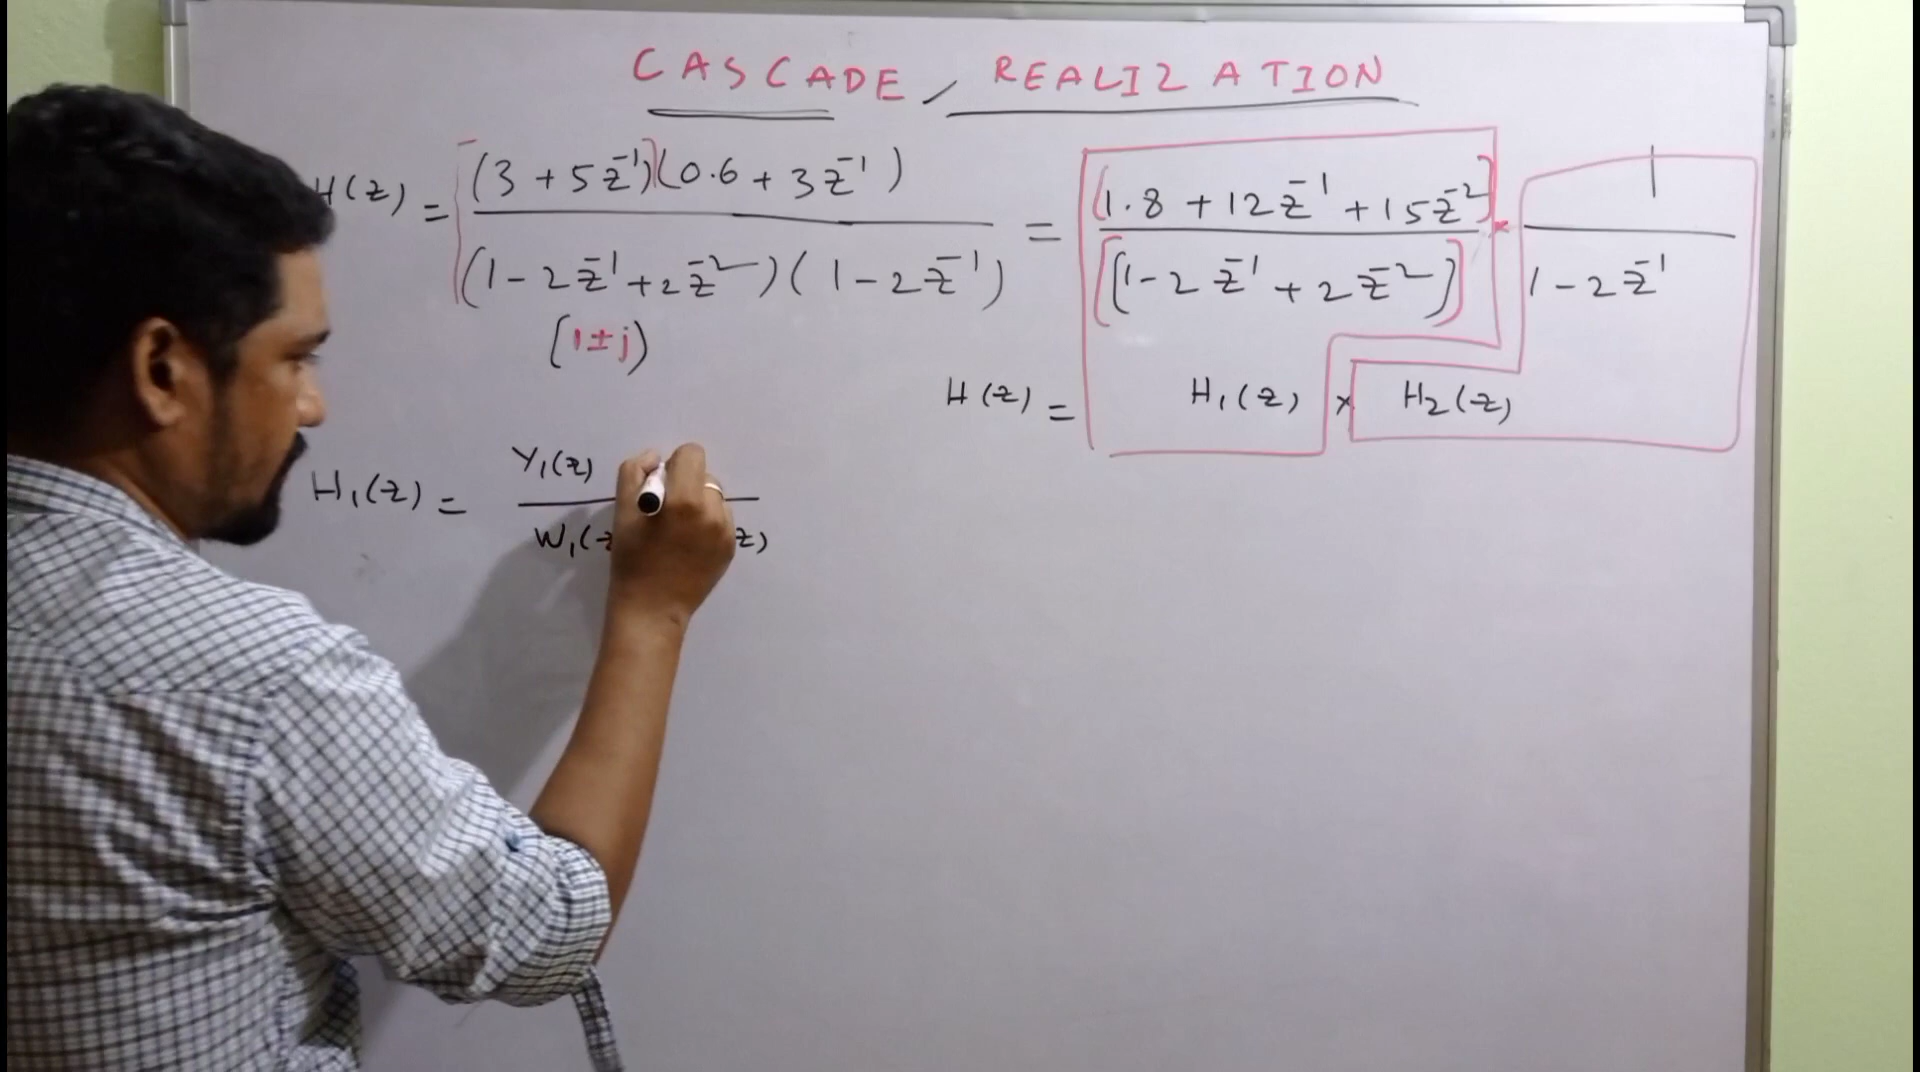 CASCADE REALIZATION
H(z) = (3 + 5z⁻¹)(0.6 + 3z⁻¹) / (1 - 2z⁻¹ + 2z⁻²)(1 - 2z⁻¹) = (1.8 + 12z⁻¹ + 15z⁻²) / (1 - 2z⁻¹ + 2z⁻²) * 1 / 1 - 2z⁻¹
(1±j)
H(z) = H₁(z) × H₂(z)
H₁(z) = Y₁(z) / W₁(z z)